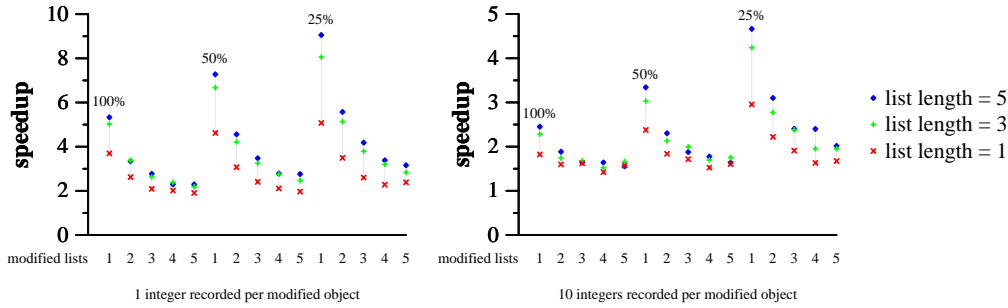 10
8
6
4
2
0
speedup
100%
50%
25%
modified lists 1 2 3 4 5 1 2 3 4 5 1 2 3 4 5
1 integer recorded per modified object
5
4
3
2
1
0
speedup
100%
50%
25%
modified lists 1 2 3 4 5 1 2 3 4 5 1 2 3 4 5
10 integers recorded per modified object
list length = 5
list length = 3
list length = 1